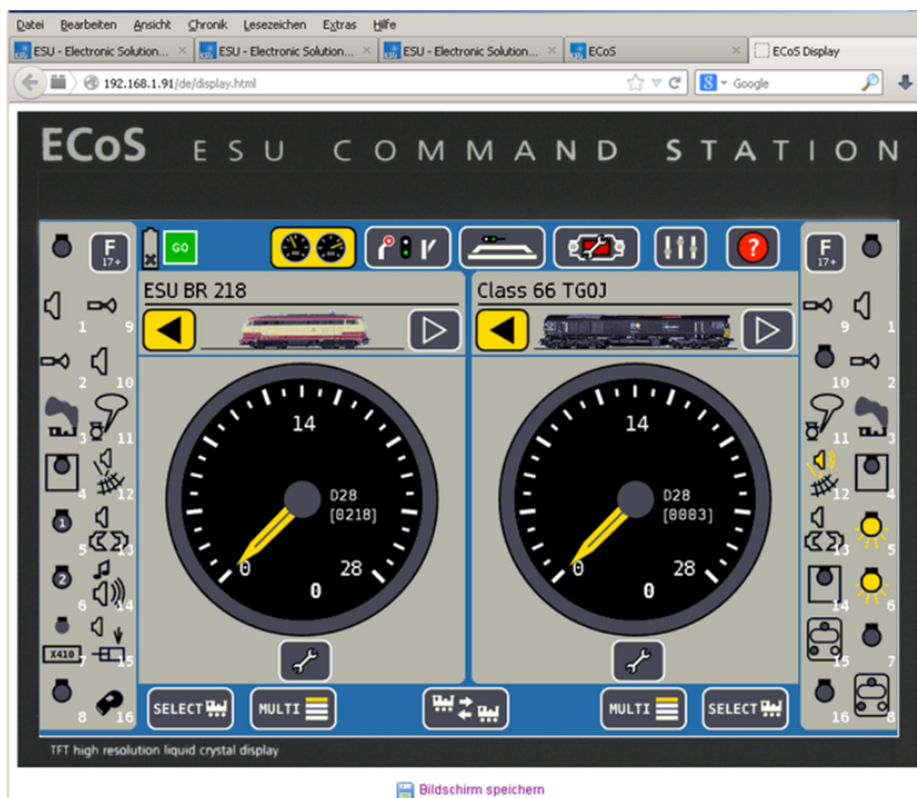 Datei Bearbeiten Ansicht Chronik Lesezeichen Extras Hilfe
ESU - Electronic Solution... × ESU - Electronic Solution... × ESU - Electronic Solution... × ECoS × ECoS Display
192.168.1.91/de/display.html Google
ECoS ESU COMMAND STATION
F 17+ GO ? F 17+
ESU BR 218 Class 66 TGOJ
1 9 9 1
2 10 10 2
14 14
3 11 11 3
D28 D28
[0218] [0003]
4 12 12 4
1 5 13 13 5
0 28 0 28
0 0
2 6 14 14 6
X410 7 15 15 7
8 16 16 8
SELECT MULTI MULTI SELECT
TFT high resolution liquid crystal display
Bildschirm speichern